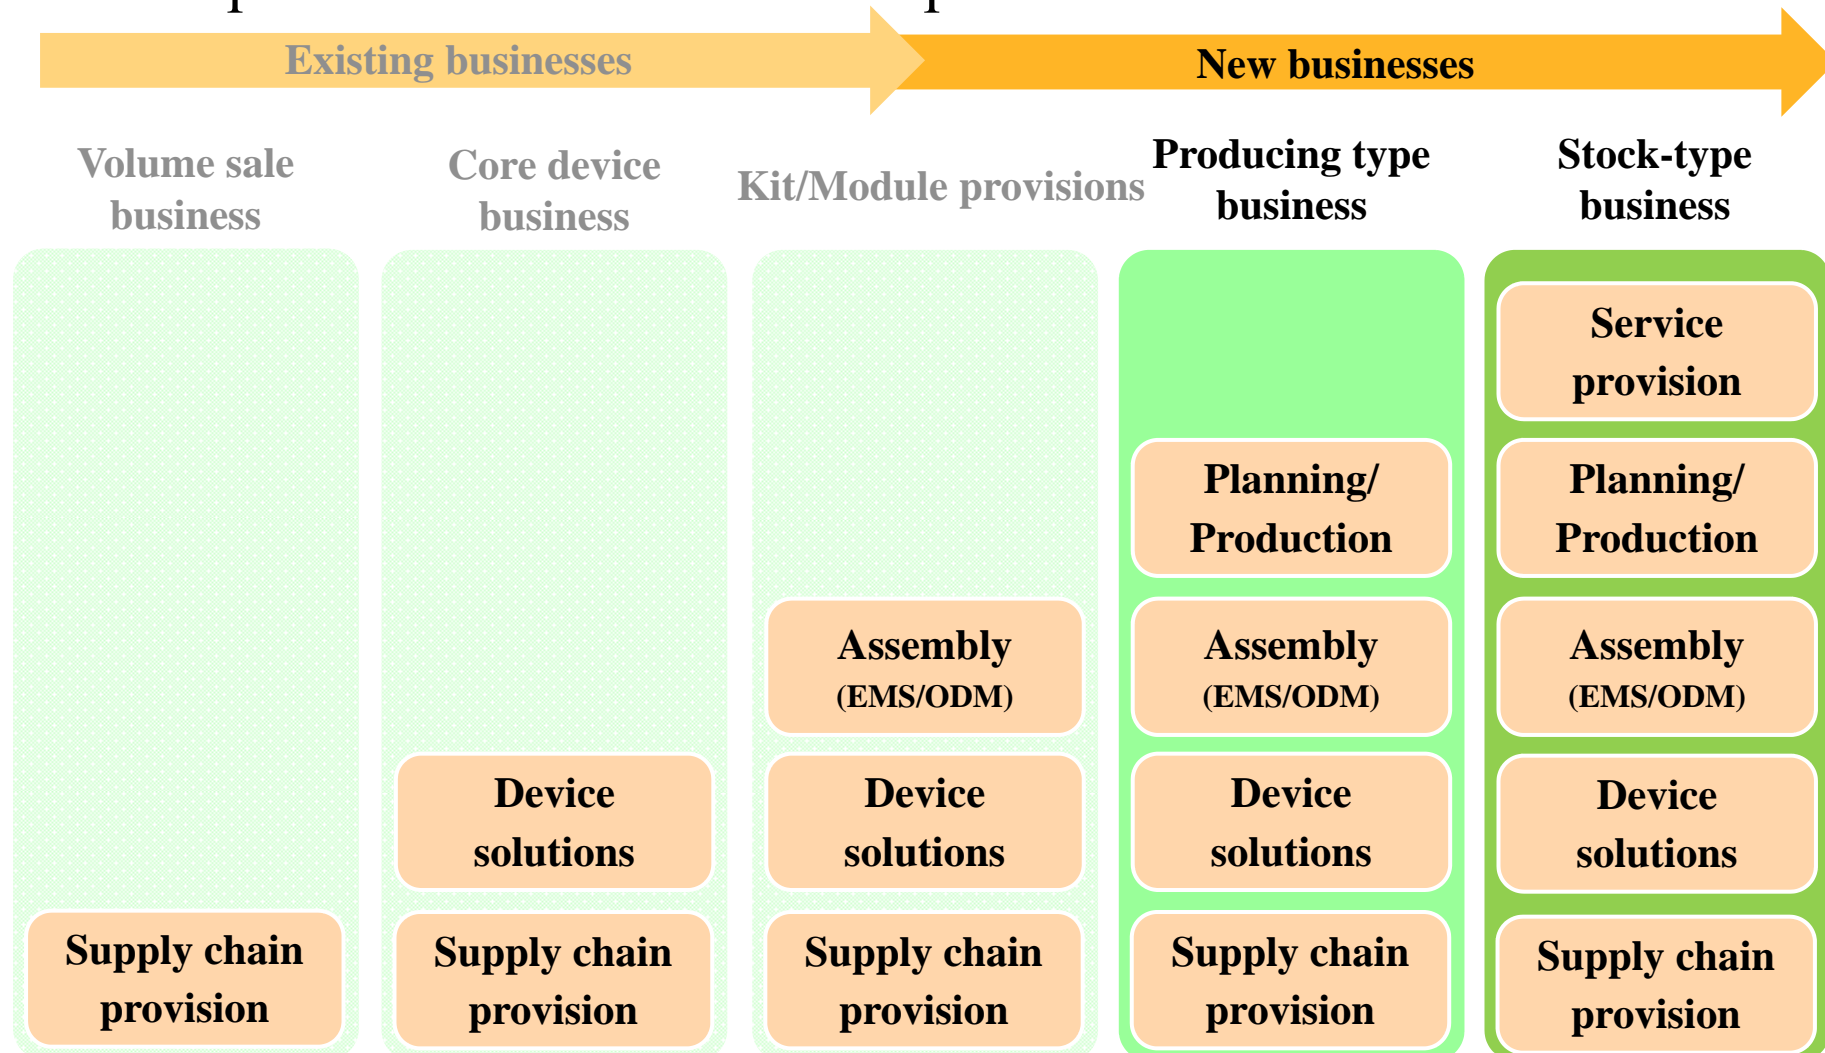 Existing businesses
New businesses
Volume sale
business
Core device
business
Kit/Module provisions
Producing type
business
Stock-type
business
Service
provision
Planning/
Production
Planning/
Production
Assembly
(EMS/ODM)
Assembly
(EMS/ODM)
Assembly
(EMS/ODM)
Device
solutions
Device
solutions
Device
solutions
Device
solutions
Supply chain
provision
Supply chain
provision
Supply chain
provision
Supply chain
provision
Supply chain
provision